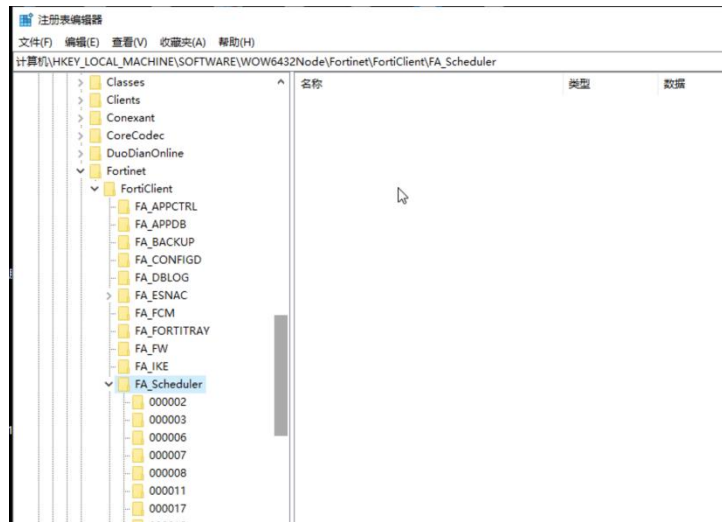 注册表编辑器
文件(F) 编辑(E) 查看(V) 收藏夹(A) 帮助(H)
计算机\HKEY_LOCAL_MACHINE\SOFTWARE\WOW6432Node\Fortinet\FortiClient\FA_Scheduler
名称 类型 数据
Classes
Clients
Conexant
CoreCodec
DuoDianOnline
Fortinet
FortiClient
FA_APPCTRL
FA_APPDB
FA_BACKUP
FA_CONFIGD
FA_DBLOG
FA_ESNAC
FA_FCM
FA_FORTITRAY
FA_FW
FA_IKE
FA_Scheduler
000002
000003
000006
000007
000008
000011
000017